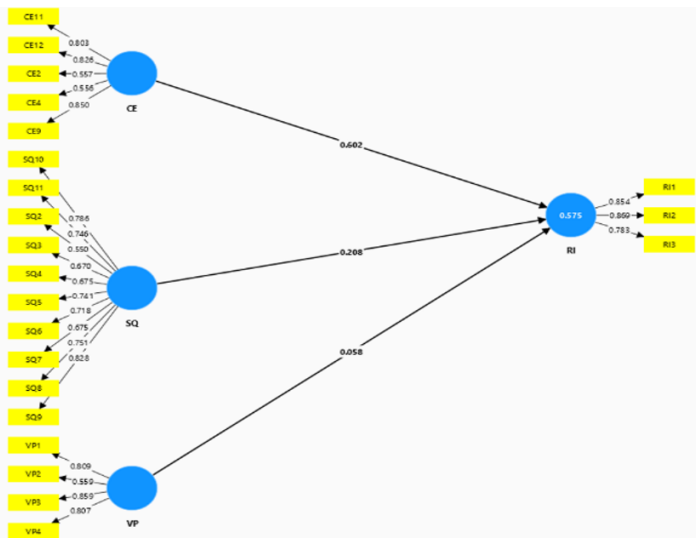 CE11
CE12
CE2
CE4
CE9
0.803
0.826
0.557
0.556
0.850
CE
SQ10
SQ11
SQ2
SQ3
SQ4
SQ5
SQ6
SQ7
SQ8
SQ9
0.786
0.746
0.550
0.670
0.675
0.741
0.718
0.675
0.751
0.828
SQ
VP1
VP2
VP3
VP4
0.809
0.559
0.859
0.807
VP
0.602
0.208
0.058
0.575
RI
0.854
0.869
0.783
RI1
RI2
RI3